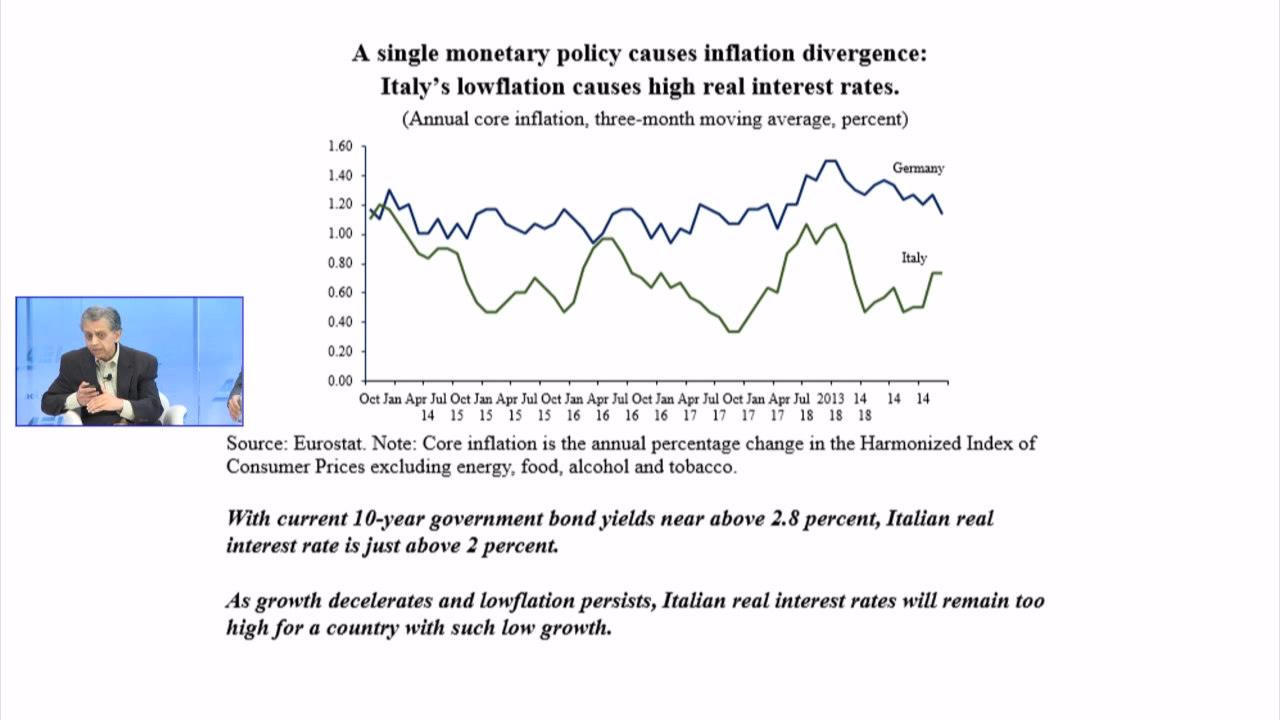 A single monetary policy causes inflation divergence:
Italy's lowflation causes high real interest rates.
(Annual core inflation, three-month moving average, percent)
1.60
1.40
1.20
1.00
0.80
0.60
0.40
0.20
0.00
Germany
Italy
Oct Jan Apr Jul Oct Jan Apr Jul Oct Jan Apr Jul Oct Jan Apr Jul Oct Jan Apr Jul 2013 14 14 14
14 15 15 15 15 16 16 16 16 17 17 17 17 18 18 18
Source: Eurostat. Note: Core inflation is the annual percentage change in the Harmonized Index of
Consumer Prices excluding energy, food, alcohol and tobacco.
With current 10-year government bond yields near above 2.8 percent, Italian real
interest rate is just above 2 percent.
As growth decelerates and lowflation persists, Italian real interest rates will remain too
high for a country with such low growth.